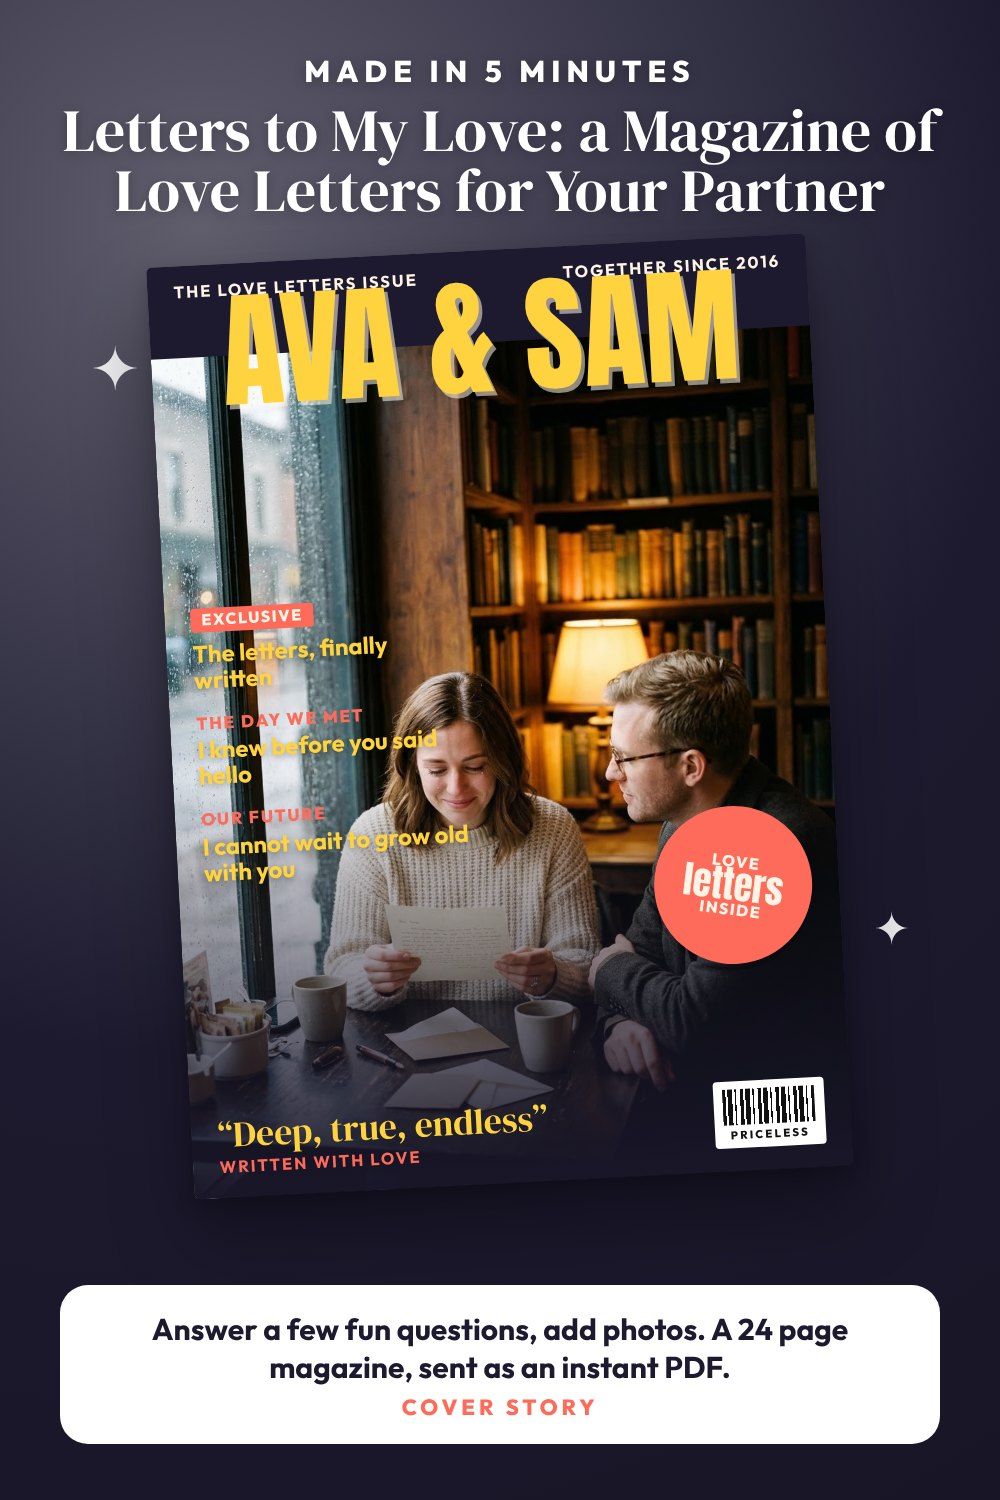 MADE IN 5 MINUTES
Letters to My Love: a Magazine of
Love Letters for Your Partner
THE LOVE LETTERS ISSUE
TOGETHER SINCE 2016
AVA & SAM
EXCLUSIVE
The letters, finally
written
THE DAY WE MET
I knew before you said
hello
OUR FUTURE
I cannot wait to grow old
with you
LOVE
letters
INSIDE
“Deep, true, endless”
WRITTEN WITH LOVE
PRICELESS
Answer a few fun questions, add photos. A 24 page
magazine, sent as an instant PDF.
COVER STORY